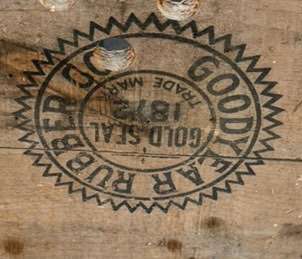 GOODYEAR RUBBER CO.
TRADE MARK
1872
GOLD SEAL